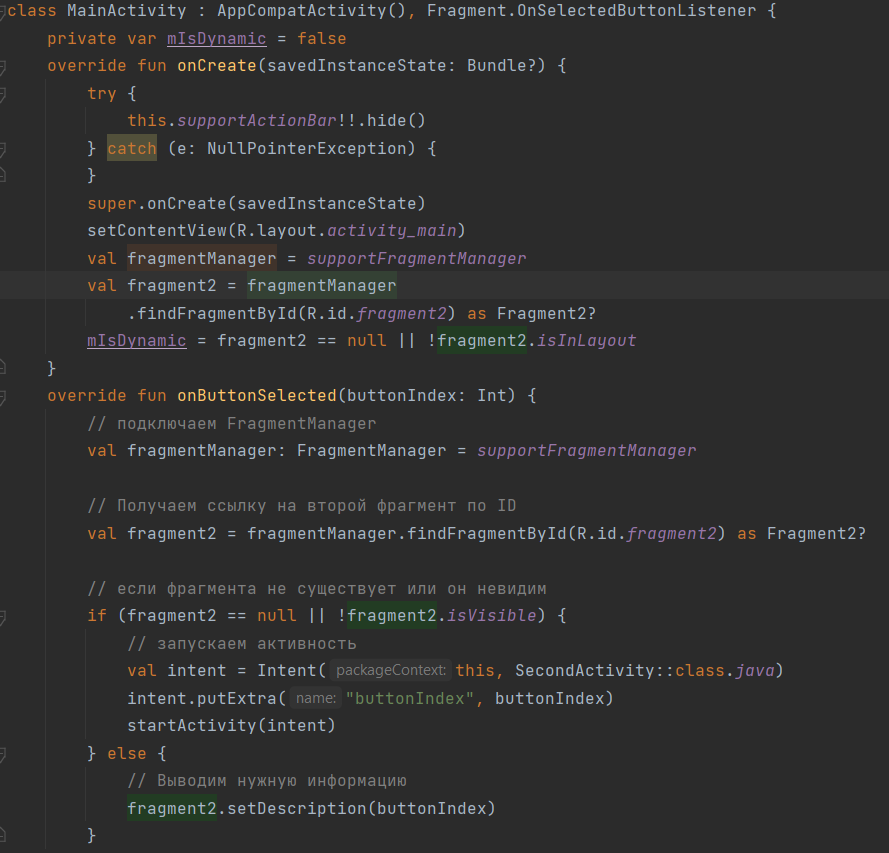 class MainActivity : AppCompatActivity(), Fragment.OnSelectedButtonListener {
    private var mIsDynamic = false
    override fun onCreate(savedInstanceState: Bundle?) {
        try {
            this.supportActionBar!!.hide()
        } catch (e: NullPointerException) {
        }
        super.onCreate(savedInstanceState)
        setContentView(R.layout.activity_main)
        val fragmentManager = supportFragmentManager
        val fragment2 = fragmentManager
            .findFragmentById(R.id.fragment2) as Fragment2?
        mIsDynamic = fragment2 == null || !fragment2.isInLayout
    }
    override fun onButtonSelected(buttonIndex: Int) {
        // подключаем FragmentManager
        val fragmentManager: FragmentManager = supportFragmentManager
        // Получаем ссылку на второй фрагмент по ID
        val fragment2 = fragmentManager.findFragmentById(R.id.fragment2) as Fragment2?
        // если фрагмента не существует или он невидим
        if (fragment2 == null || !fragment2.isVisible) {
            // запускаем активность
            val intent = Intent( packageContext: this, SecondActivity::class.java)
            intent.putExtra( name: "buttonIndex", buttonIndex)
            startActivity(intent)
        } else {
            // Выводим нужную информацию
            fragment2.setDescription(buttonIndex)
        }